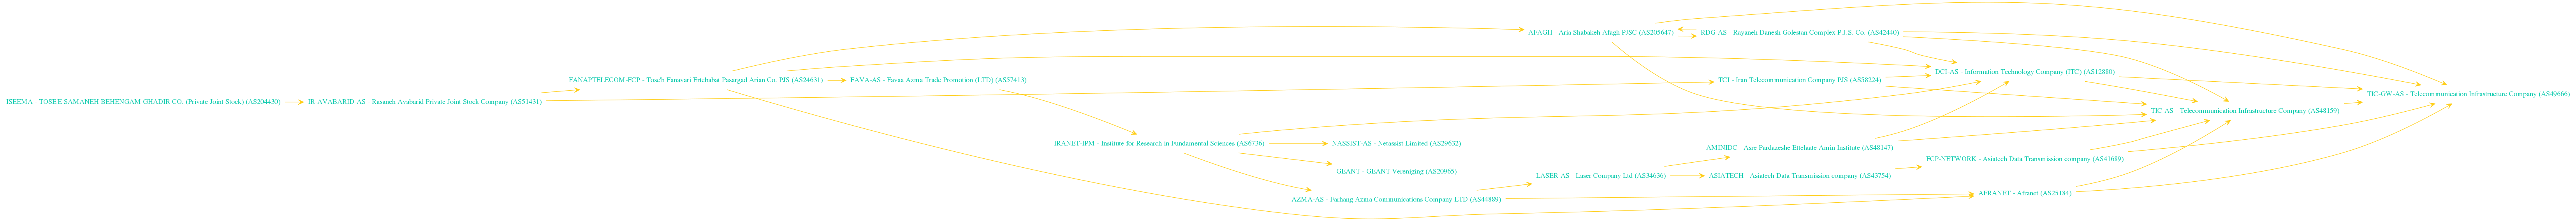 ISEEMA - TOSE'E SAMANEH BEHENGAM GHADIR CO. (Private Joint Stock) (AS204430)
IR-AVABARID-AS - Rasaneh Avabarid Private Joint Stock Company (AS51431)
FANAPTELECOM-FCP - Tose'h Fanavari Ertebabat Pasargad Arian Co. PJS (AS24631)
FAVA-AS - Favaa Azma Trade Promotion (LTD) (AS57413)
IRANET-IPM - Institute for Research in Fundamental Sciences (AS6736)
AZMA-AS - Farhang Azma Communications Company LTD (AS44889)
NASSIST-AS - Netassist Limited (AS29632)
GEANT - GEANT Vereniging (AS20965)
AFAGH - Aria Shabakeh Afagh PJSC (AS205647)
LASER-AS - Laser Company Ltd (AS34636)
RDG-AS - Rayaneh Danesh Golestan Complex P.J.S. Co. (AS42440)
TCI - Iran Telecommunication Company PJS (AS58224)
AMINIDC - Asre Pardazeshe Ettelaate Amin Institute (AS48147)
ASIATECH - Asiatech Data Transmission company (AS43754)
DCI-AS - Information Technology Company (ITC) (AS12880)
FCP-NETWORK - Asiatech Data Transmission company (AS41689)
AFRANET - Afranet (AS25184)
TIC-AS - Telecommunication Infrastructure Company (AS48159)
TIC-GW-AS - Telecommunication Infrastructure Company (AS49666)